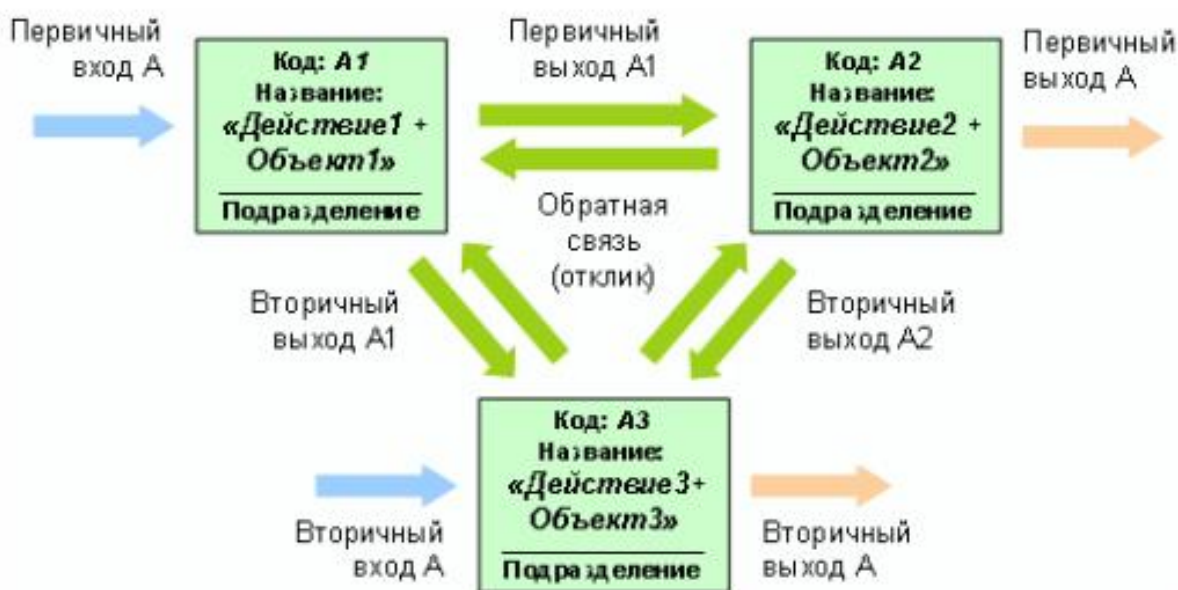 Первичный
вход А
Код: А1
Название:
«Действие1 +
Объект1»
Подразделение
Первичный
выход А1
Код: А2
Название:
«Действие2 +
Объект2»
Подразделение
Первичный
выход А
Обратная
связь
(отклик)
Вторичный
выход А1
Вторичный
выход А2
Код: А3
Название:
«Действие3+
Объект3»
Подразделение
Вторичный
вход А
Вторичный
выход А